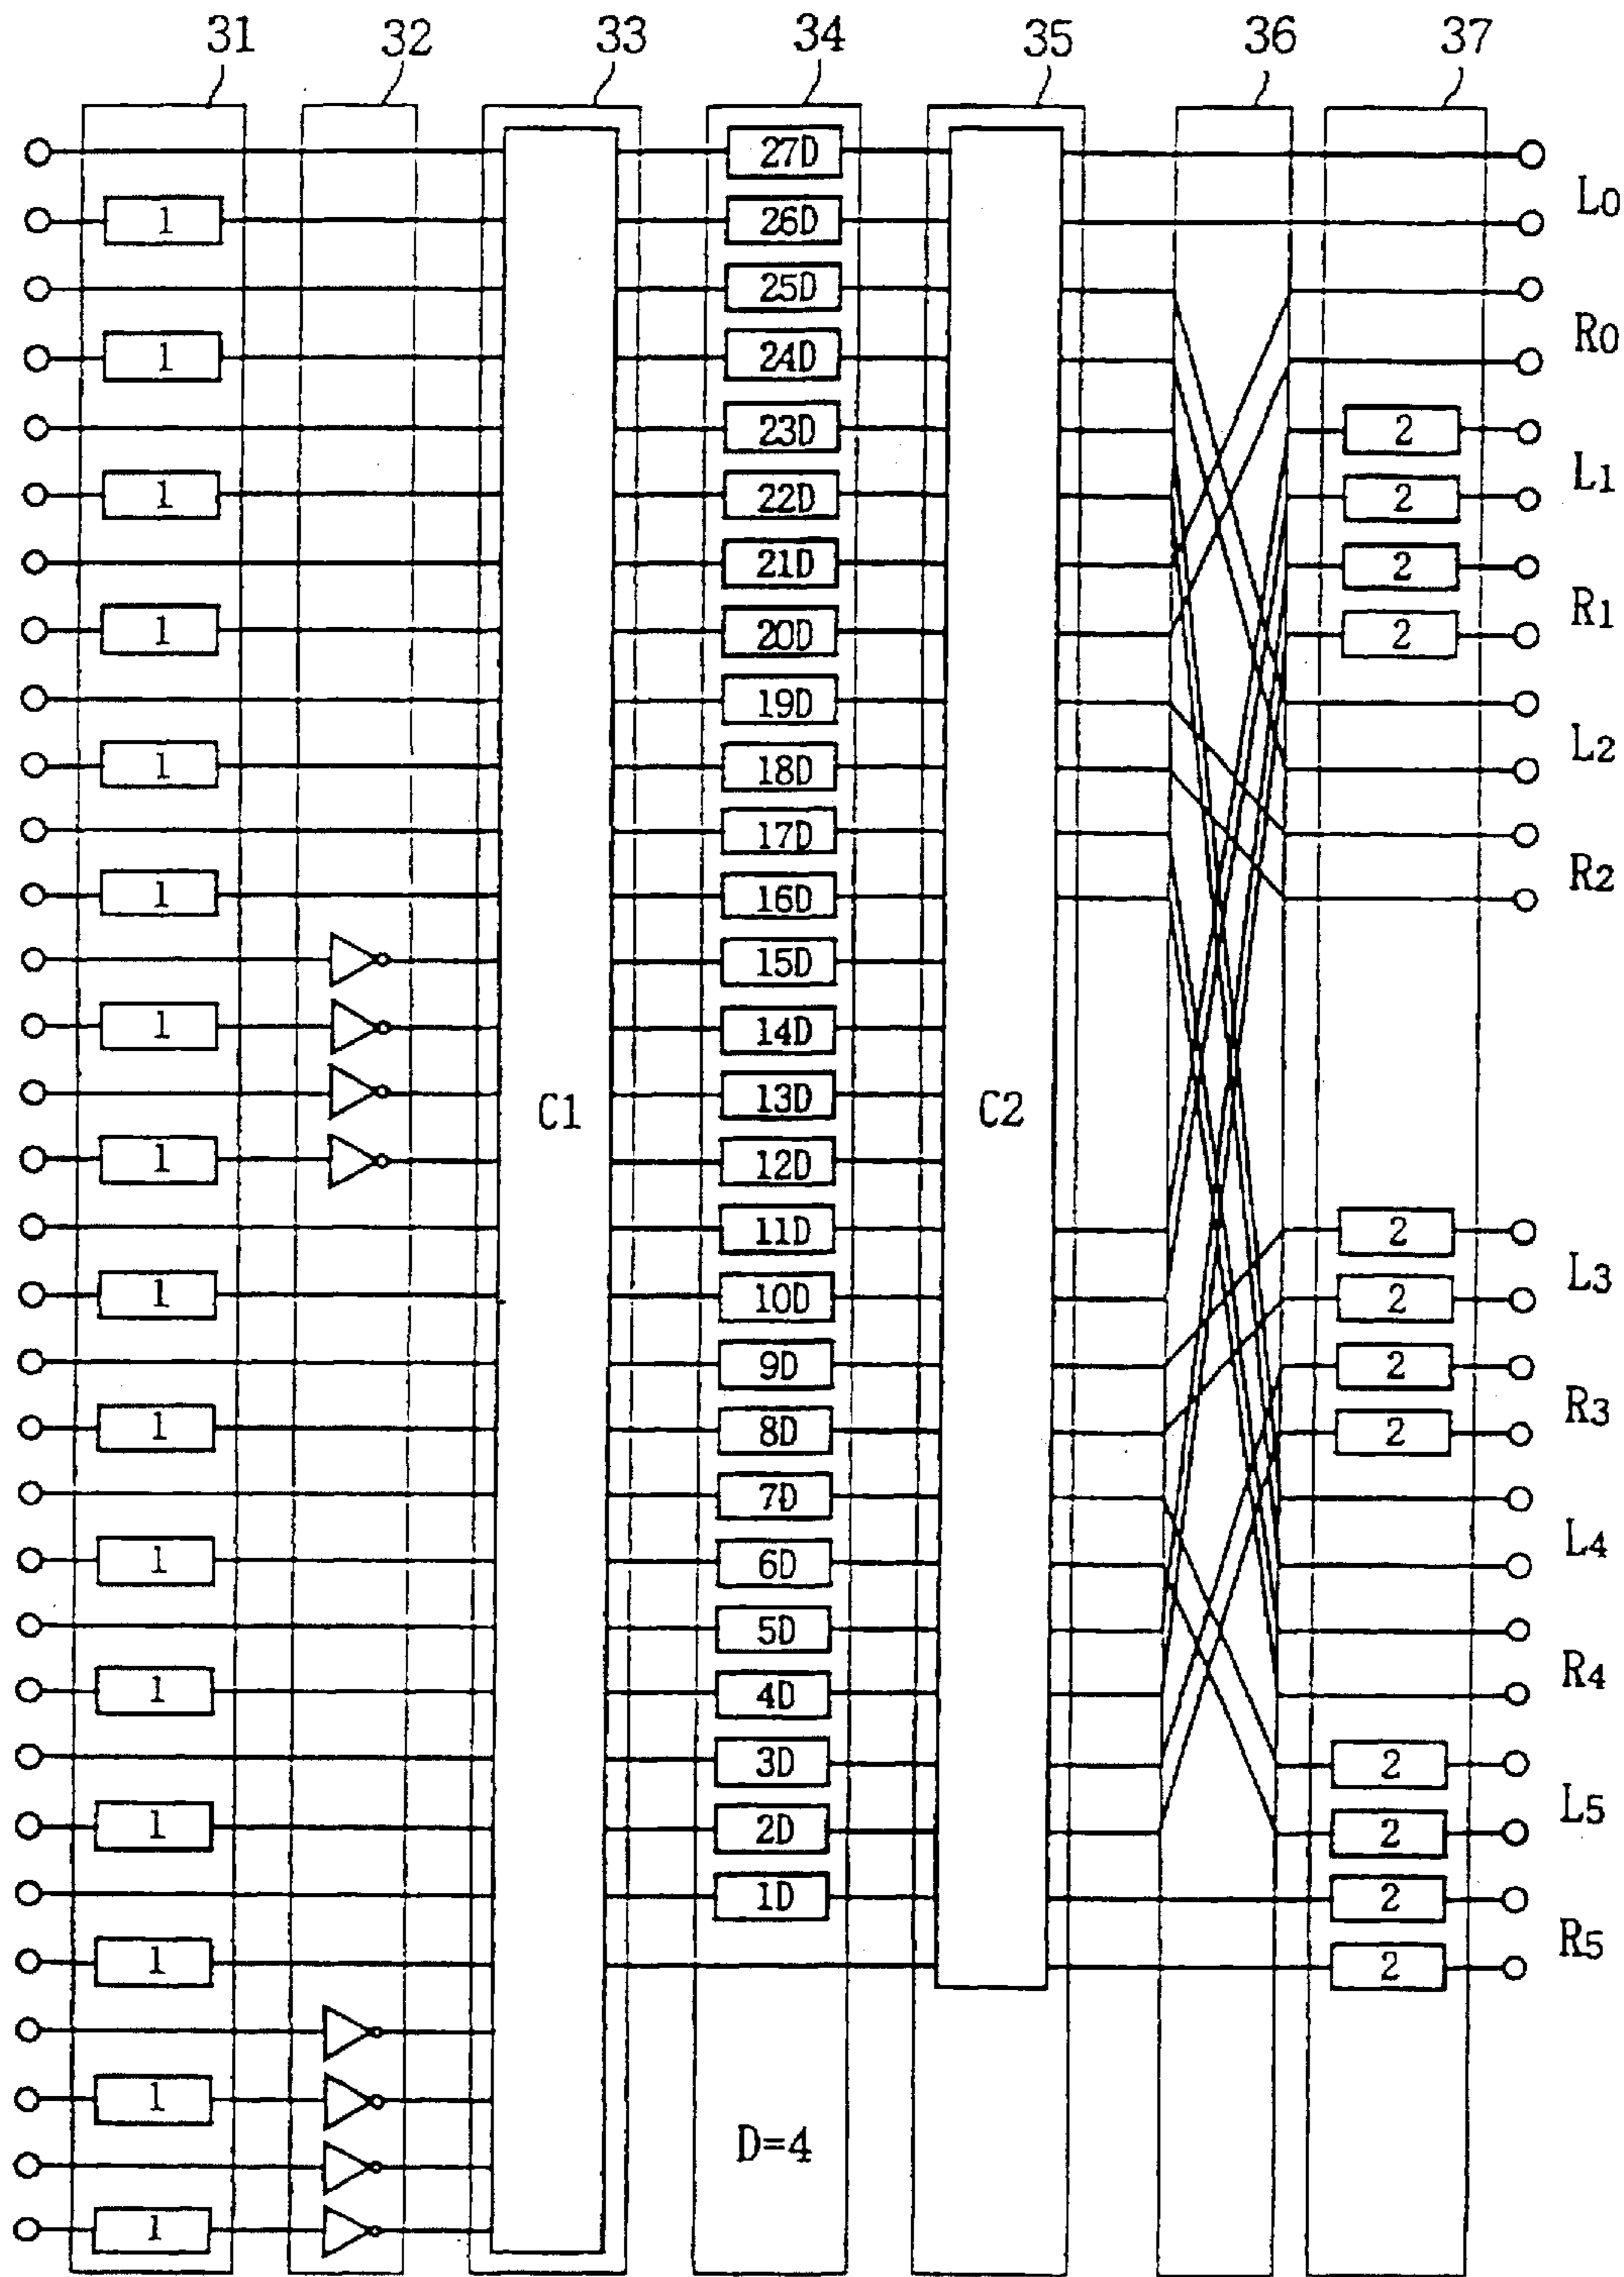 31 32 33 34 35 36 37
27D
L0
1 26D
25D
R0
1 24D
23D 2
L1
1 22D 2
21D 2
R1
1 20D 2
19D
L2
1 18D
17D
R2
1 16D
15D
1 14D
13D
C1 C2
1 12D
11D 2
L3
1 10D 2
9D 2
R3
1 8D 2
7D
L4
1 6D
5D
R4
1 4D
3D 2
L5
1 2D 2
1D 2
R5
1 2
1
D=4
1